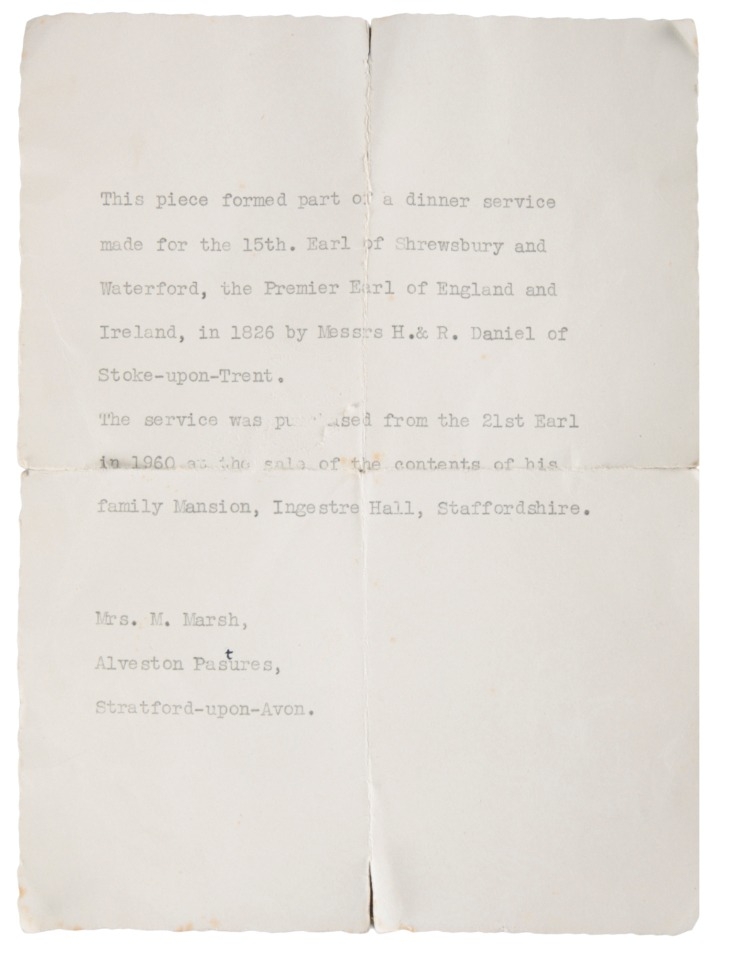 This piece formed part of a dinner service
made for the 15th. Earl of Shrewsbury and
Waterford, the Premier Earl of England and
Ireland, in 1826 by Messrs H.& R. Daniel of
Stoke-upon-Trent.
The service was purchased from the 21st Earl
in 1960 at the sale of the contents of his
family Mansion, Ingestre Hall, Staffordshire.
Mrs. M. Marsh,
Alveston Pastures,
Stratford-upon-Avon.